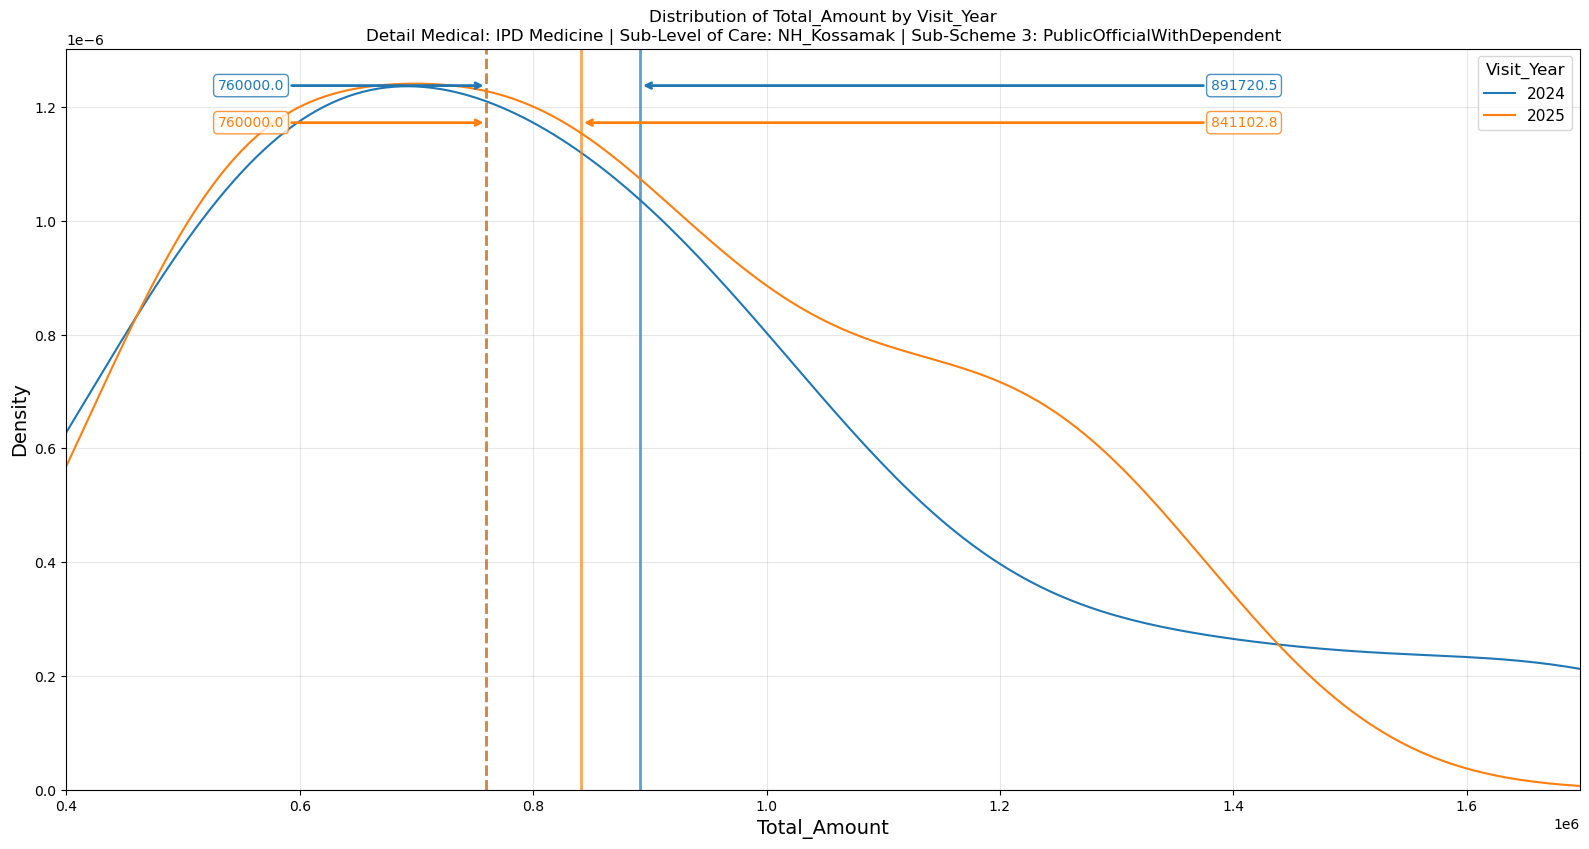 Distribution of Total_Amount by Visit_Year
Detail Medical: IPD Medicine | Sub-Level of Care: NH_Kossamak | Sub-Scheme 3: PublicOfficialWithDependent
1e−6
Visit_Year
2024
2025
760000.0
891720.5
760000.0
841102.8
1.2
1.0
0.8
0.6
0.4
0.2
0.0
Density
0.4
0.6
0.8
1.0
1.2
1.4
1.6
1e6
Total_Amount